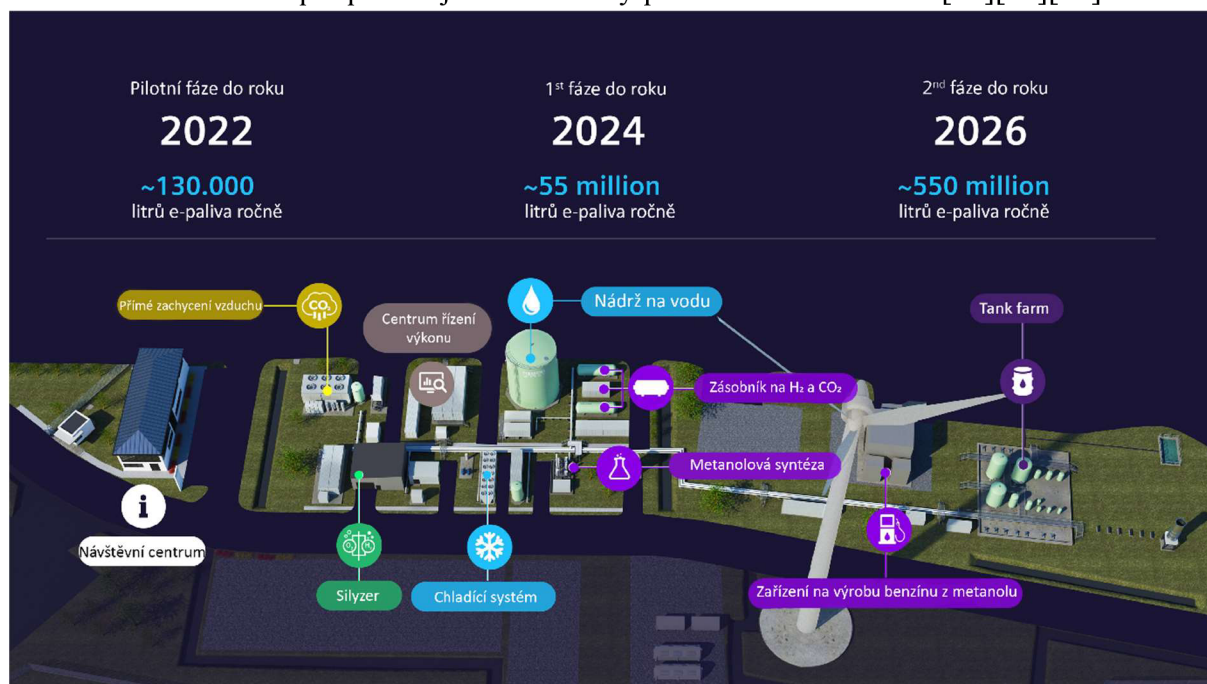 Pilotní fáze do roku
2022
~130.000
litrů e-paliva ročně
1st fáze do roku
2024
~55 million
litrů e-paliva ročně
2nd fáze do roku
2026
~550 million
litrů e-paliva ročně
Přímé zachycení vzduchu
CO₂
Centrum řízení
výkonu
Nádrž na vodu
Tank farm
Zásobník na H₂ a CO₂
Metanolová syntéza
Návštěvní centrum
Silyzer
Chladící systém
Zařízení na výrobu benzínu z metanolu